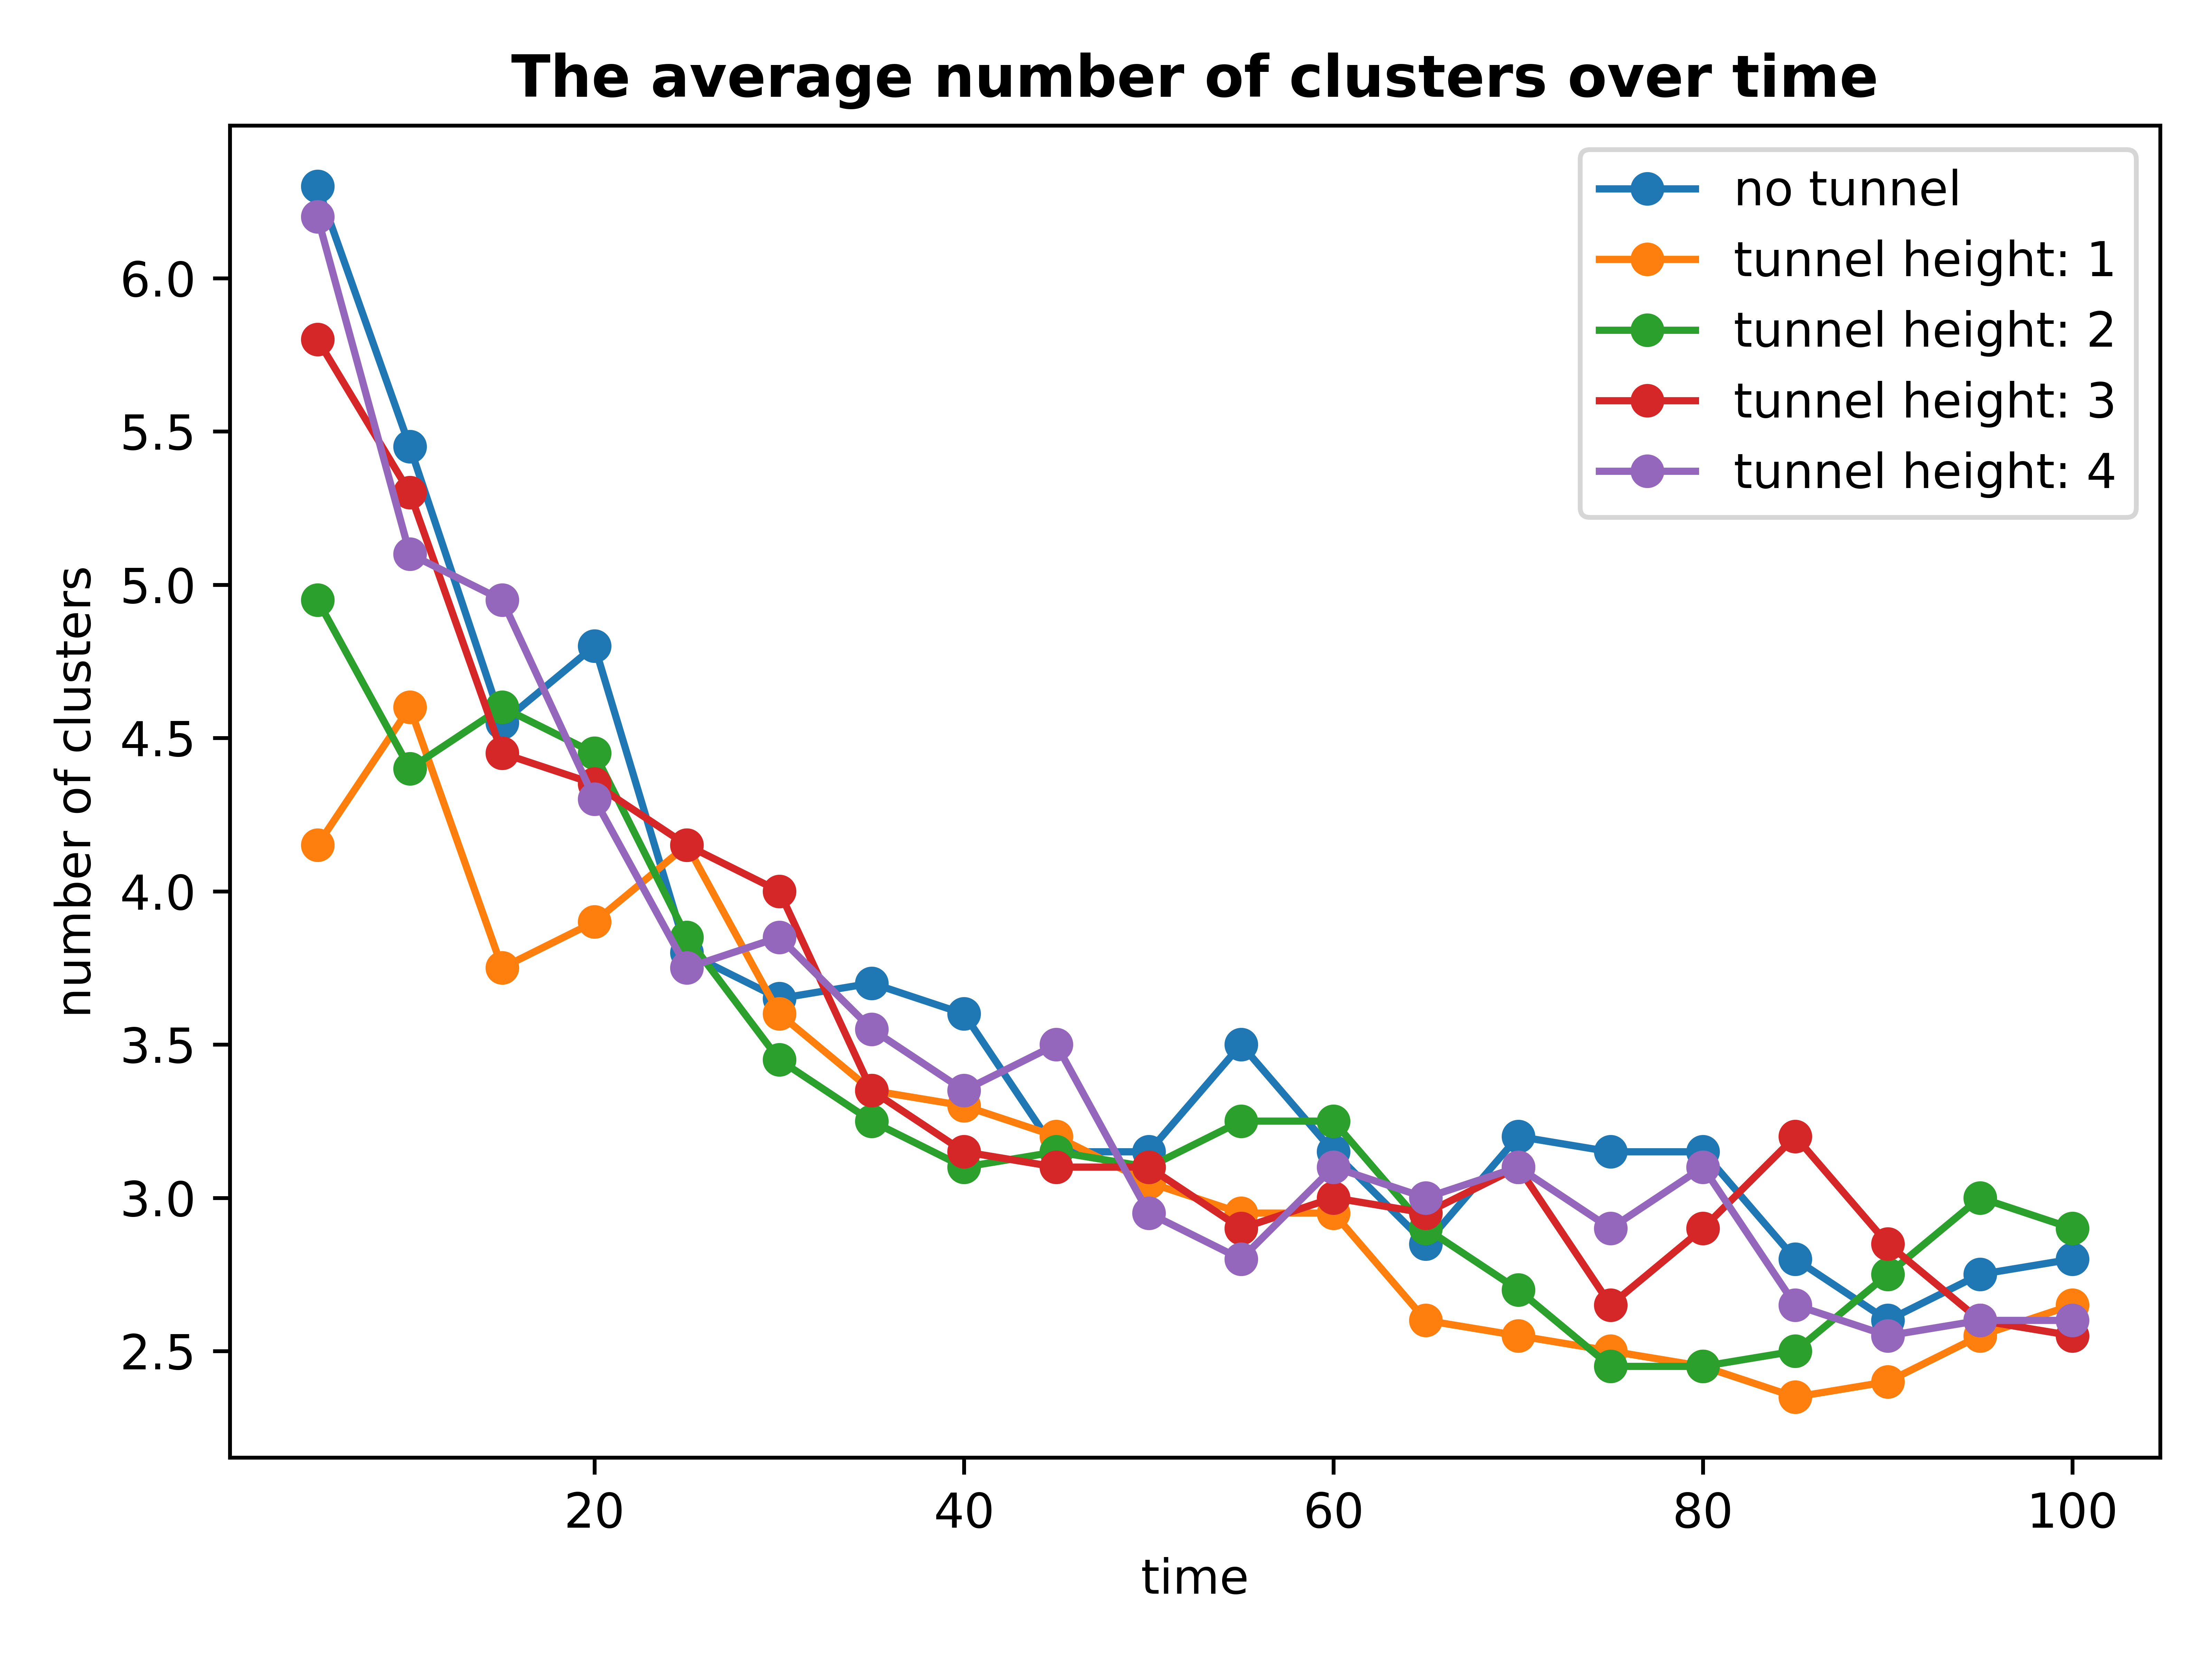 The average number of clusters over time
no tunnel
tunnel height: 1
tunnel height: 2
tunnel height: 3
tunnel height: 4
number of clusters
6.0
5.5
5.0
4.5
4.0
3.5
3.0
2.5
20 40 60 80 100
time